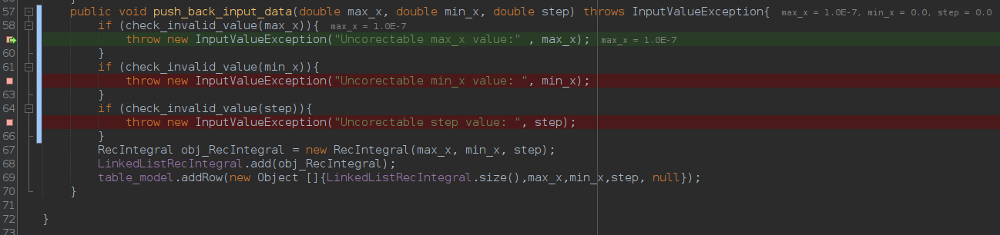 57 public void push_back_input_data(double max_x, double min_x, double step) throws InputValueException{ max_x = 1.0E-7, min_x = 0.0, step = 0.0
58 if (check_invalid_value(max_x)){ max_x = 1.0E-7
throw new InputValueException("Uncorectable max_x value:" , max_x); max_x = 1.0E-7
60 }
61 if (check_invalid_value(min_x)){
throw new InputValueException("Uncorectable min_x value: ", min_x);
63 }
64 if (check_invalid_value(step)){
throw new InputValueException("Uncorectable step value: ", step);
66 }
67 RecIntegral obj_RecIntegral = new RecIntegral(max_x, min_x, step);
68 LinkedListRecIntegral.add(obj_RecIntegral);
69 table_model.addRow(new Object []{LinkedListRecIntegral.size(),max_x,min_x,step, null});
70 }
71
72 }
73